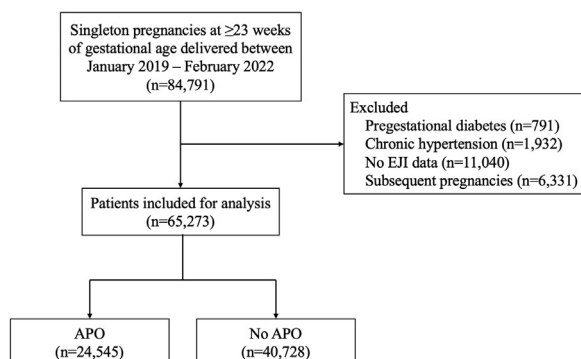 Singleton pregnancies at ≥23 weeks
of gestational age delivered between
January 2019 – February 2022
(n=84,791)
Excluded
Pregestational diabetes (n=791)
Chronic hypertension (n=1,932)
No EJI data (n=11,040)
Subsequent pregnancies (n=6,331)
Patients included for analysis
(n=65,273)
APO
(n=24,545)
No APO
(n=40,728)